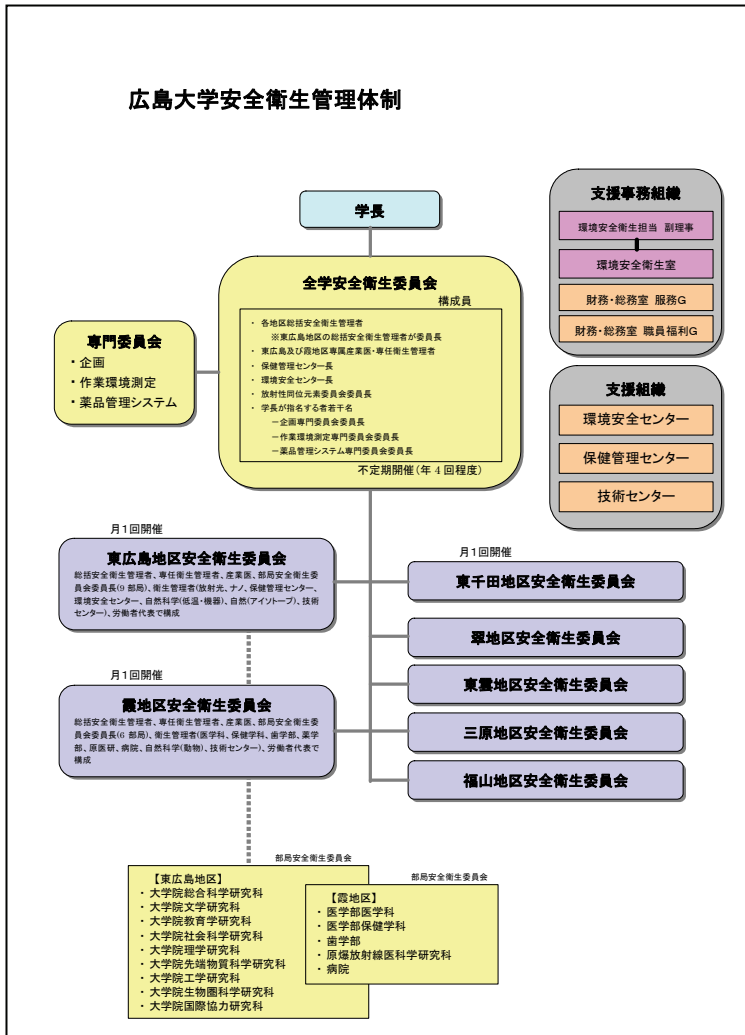 広島大学安全衛生管理体制
学長
全学安全衛生委員会
構成員
・ 各地区総括安全衛生管理者
※東広島地区の総括安全衛生管理者が委員長
・ 東広島及び霞地区専属産業医・専任衛生管理者
・ 保健管理センター長
・ 環境安全センター長
・ 放射性同位元素委員会委員長
・ 学長が指名する者若干名
－企画専門委員会委員長
－作業環境測定専門委員会委員長
－薬品管理システム専門委員会委員長
不定期開催(年 4 回程度)
専門委員会
・ 企画
・ 作業環境測定
・ 薬品管理システム
支援事務組織
環境安全衛生担当 副理事
環境安全衛生室
財務・総務室 服務G
財務・総務室 職員福利G
支援組織
環境安全センター
保健管理センター
技術センター
月1回開催
東広島地区安全衛生委員会
総括安全衛生管理者、専任衛生管理者、産業医、部局安全衛生委
員会委員長(9 部局)、衛生管理者(放射光、ナノ、保健管理センター、
環境安全センター、自然科学(低温・機器)、自然(アイソトープ)、技術
センター)、労働者代表で構成
月1回開催
霞地区安全衛生委員会
総括安全衛生管理者、専任衛生管理者、産業医、部局安全衛生委
員会委員長(6 部局)、衛生管理者(医学科、保健学科、歯学部、薬学
部、原医研、病院、自然科学(動物)、技術センター)、労働者代表で
構成
月1回開催
東千田地区安全衛生委員会
翠地区安全衛生委員会
東雲地区安全衛生委員会
三原地区安全衛生委員会
福山地区安全衛生委員会
部局安全衛生委員会
【東広島地区】
・ 大学院総合科学研究科
・ 大学院文学研究科
・ 大学院教育学研究科
・ 大学院社会科学研究科
・ 大学院理学研究科
・ 大学院先端物質科学研究科
・ 大学院工学研究科
・ 大学院生物圏科学研究科
・ 大学院国際協力研究科
部局安全衛生委員会
【霞地区】
・ 医学部医学科
・ 医学部保健学科
・ 歯学部
・ 原爆放射線医科学研究科
・ 病院